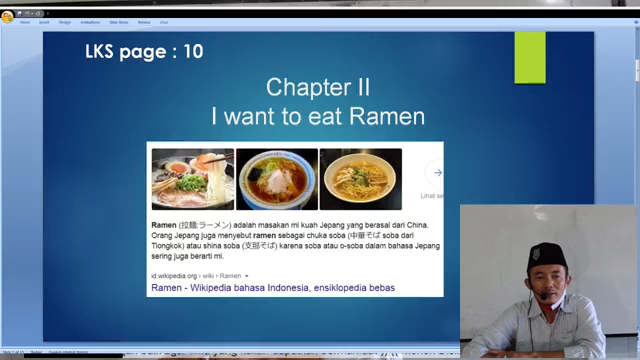 LKS page : 10
Chapter II
I want to eat Ramen
Lihat se
Ramen (拉麺;ラーメン) adalah masakan mi kuah Jepang yang berasal dari China.
Orang Jepang juga menyebut ramen sebagai chuka soba (中華そば soba dari
Tiongkok) atau shina soba (支那そば) karena soba atau o-soba dalam bahasa Jepang
sering juga berarti mi.
id.wikipedia.org › wiki › Ramen
Ramen - Wikipedia bahasa Indonesia, ensiklopedia bebas